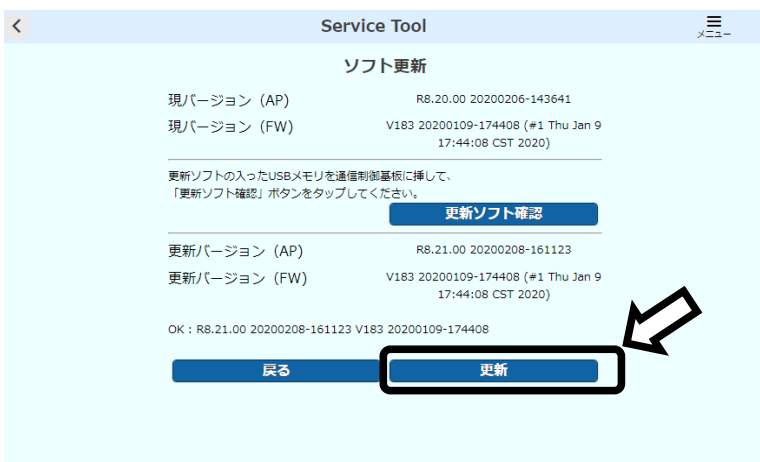 Service Tool
メニュー
ソフト更新
現バージョン（AP) R8.20.00 20200206-143641
現バージョン（FW) V183 20200109-174408 (#1 Thu Jan 9
17:44:08 CST 2020)
更新ソフトの入ったUSBメモリを通信制御基板に挿して、
「更新ソフト確認」ボタンをタップしてください。
更新ソフト確認
更新バージョン（AP) R8.21.00 20200208-161123
更新バージョン（FW) V183 20200109-174408 (#1 Thu Jan 9
17:44:08 CST 2020)
OK : R8.21.00 20200208-161123 V183 20200109-174408
戻る 更新